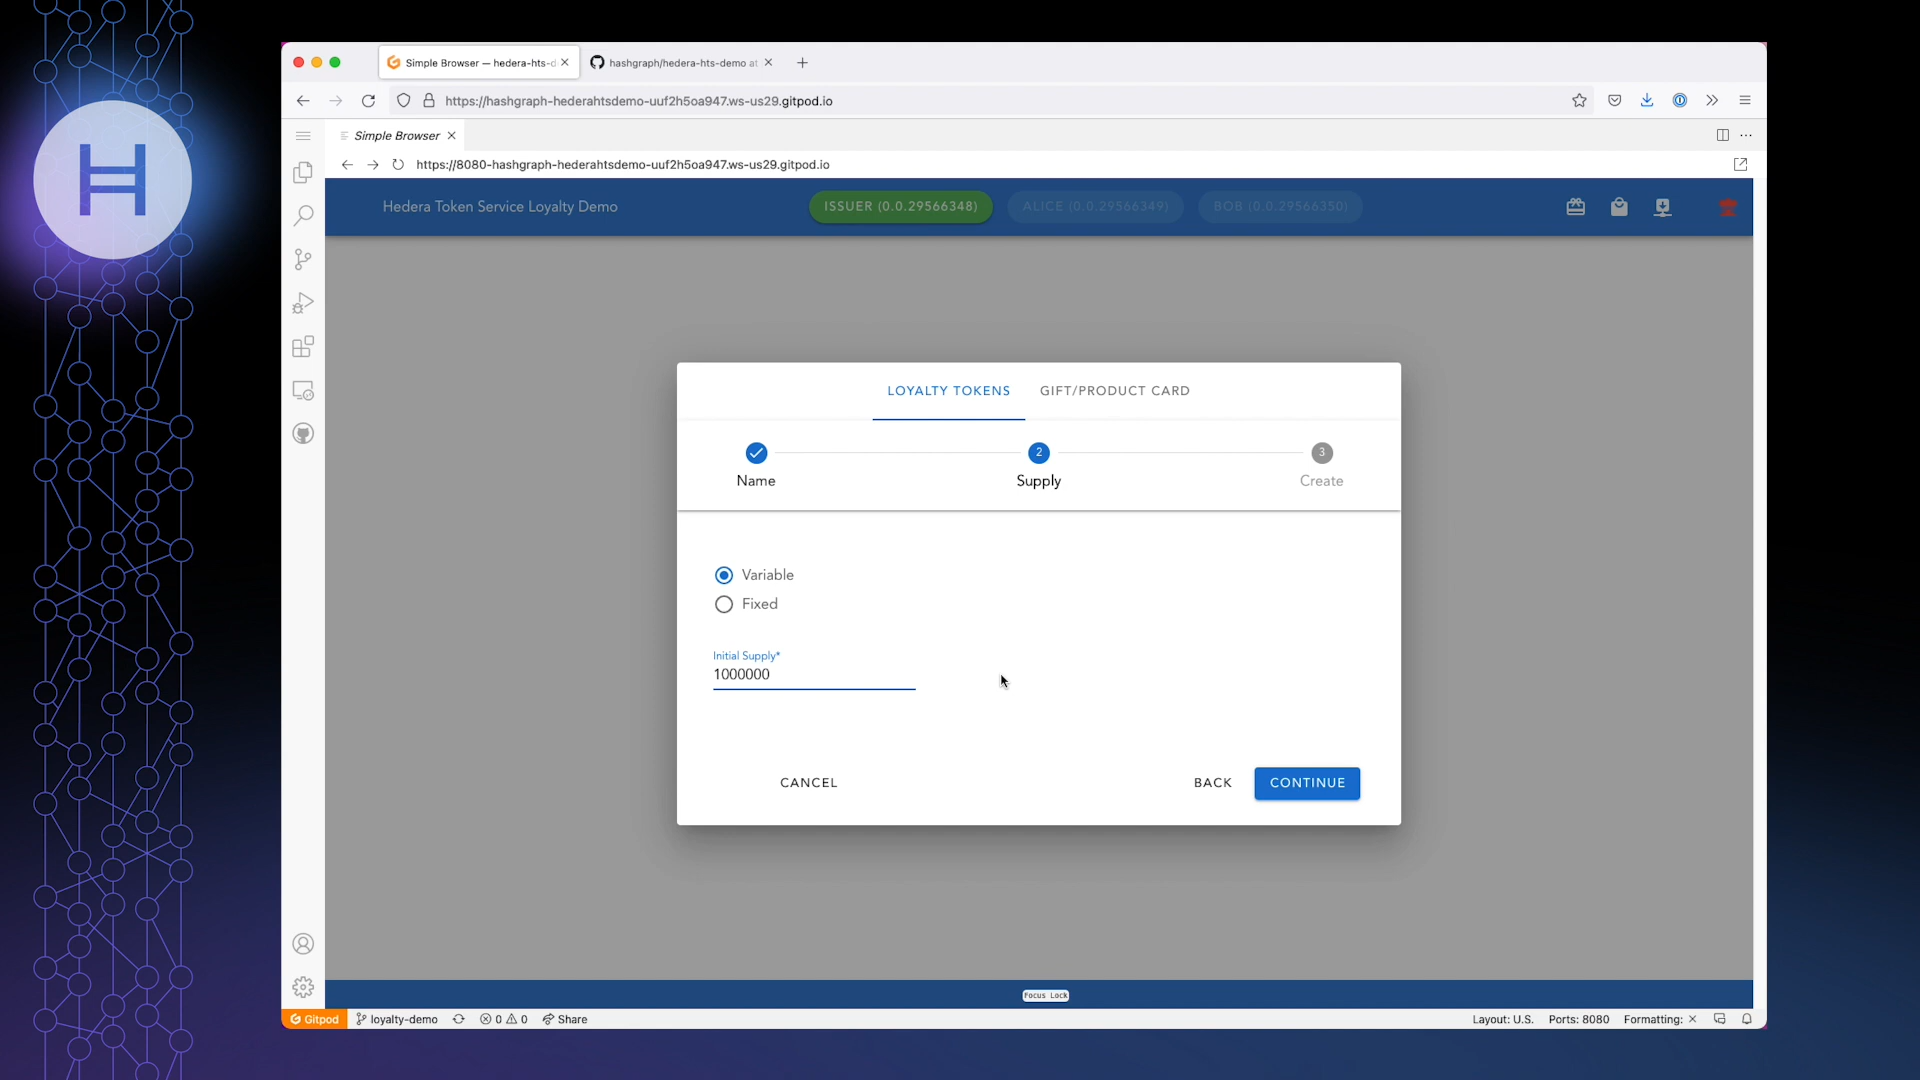 Simple Browser — hedera-hts-d
hashgraph/hedera-hts-demo at
https://hashgraph-hederahtsdemo-uuf2h5oa947.ws-us29.gitpod.io
Simple Browser
https://8080-hashgraph-hederahtsdemo-uuf2h5oa947.ws-us29.gitpod.io
Hedera Token Service Loyalty Demo
ISSUER (0.0.29566348)
ALICE (0.0.29566349)
BOB (0.0.29566350)
LOYALTY TOKENS
GIFT/PRODUCT CARD
2
3
Name
Supply
Create
Variable
Fixed
Initial Supply*
1000000
CANCEL
BACK
CONTINUE
Focus Lock
Gitpod
loyalty-demo
0
0
Share
Layout: U.S.
Ports: 8080
Formatting: ×